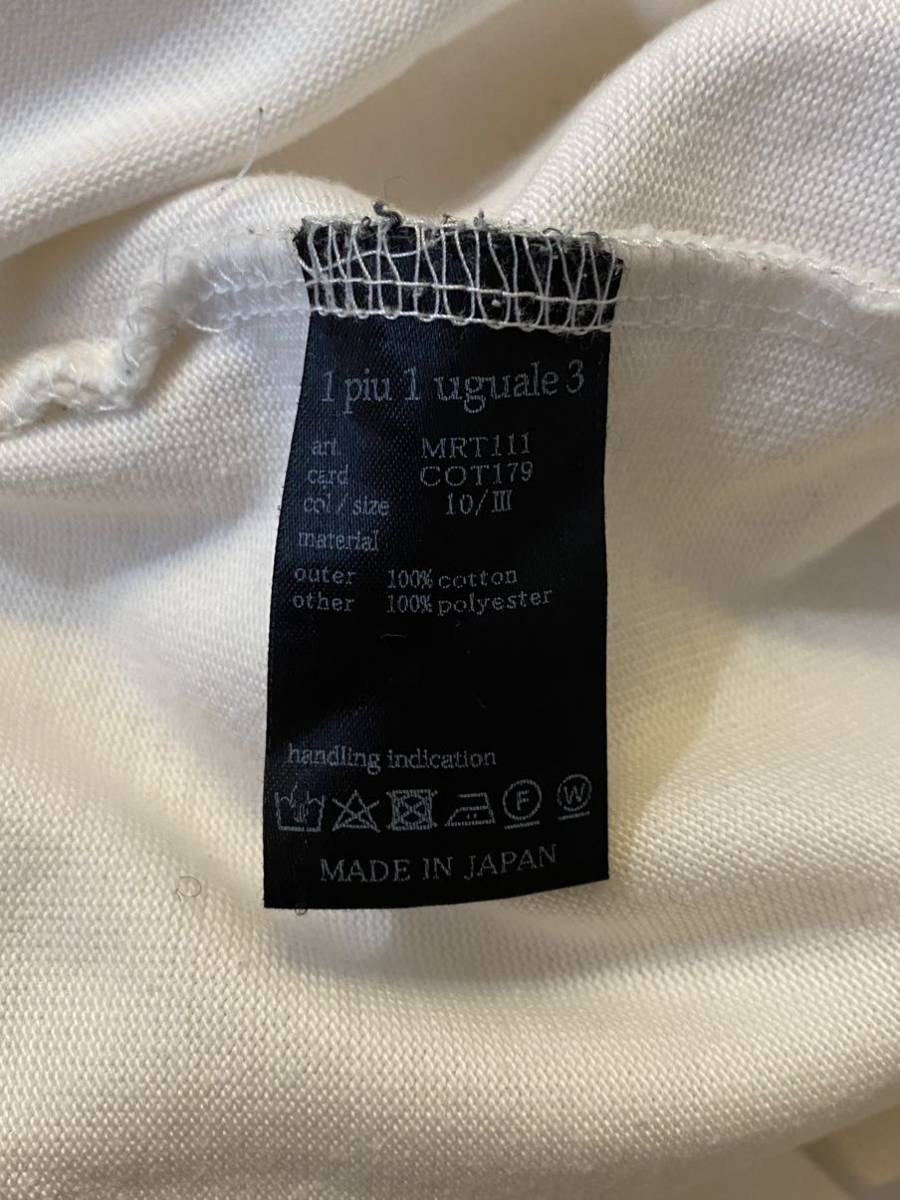 1 piu 1 uguale 3
art MRT111
card COT179
col / size 10/Ⅲ
material
outer 100% cotton
other 100% polyester
handling indication
F W
MADE IN JAPAN